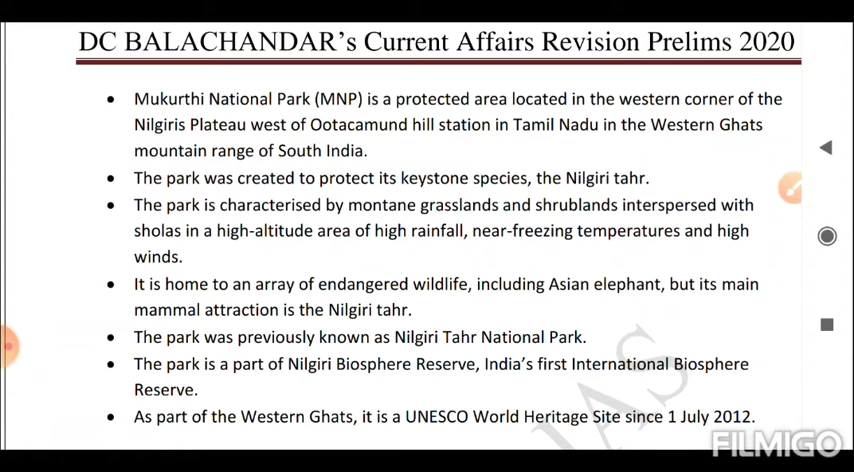 DC BALACHANDAR's Current Affairs Revision Prelims 2020
• Mukurthi National Park (MNP) is a protected area located in the western corner of the
Nilgiris Plateau west of Ootacamund hill station in Tamil Nadu in the Western Ghats
mountain range of South India.
• The park was created to protect its keystone species, the Nilgiri tahr.
• The park is characterised by montane grasslands and shrublands interspersed with
sholas in a high-altitude area of high rainfall, near-freezing temperatures and high
winds.
• It is home to an array of endangered wildlife, including Asian elephant, but its main
mammal attraction is the Nilgiri tahr.
• The park was previously known as Nilgiri Tahr National Park.
• The park is a part of Nilgiri Biosphere Reserve, India's first International Biosphere
Reserve.
• As part of the Western Ghats, it is a UNESCO World Heritage Site since 1 July 2012.
IAS
FILMIGO